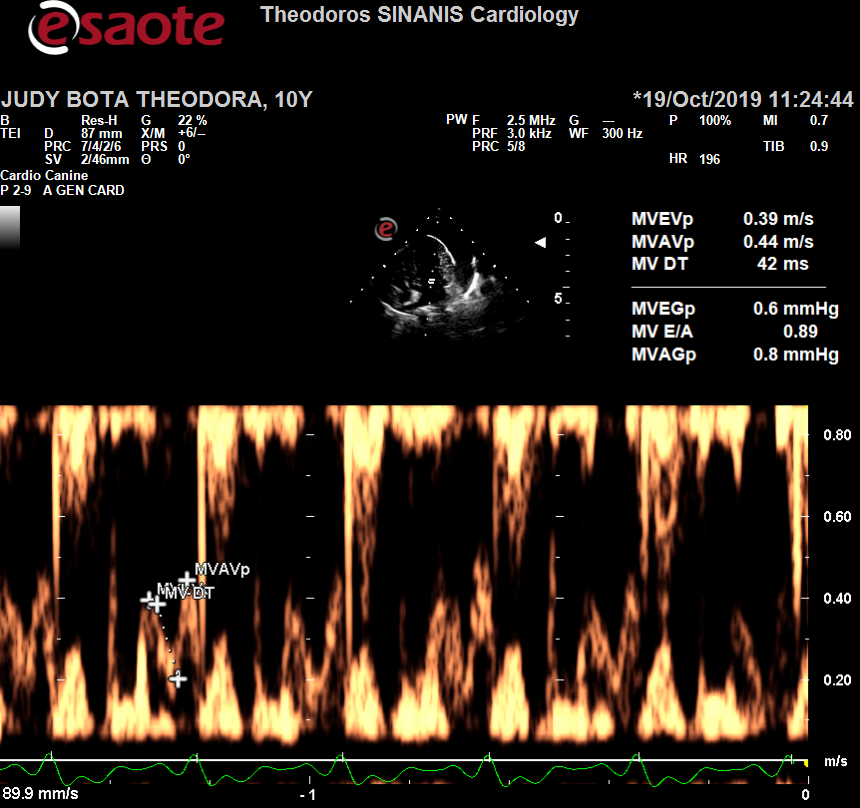 esaote
Theodoros SINANIS Cardiology
JUDY BOTA THEODORA, 10Y
*19/Oct/2019 11:24:44
B Res-H G 22 %
TEI D 87 mm X/M +6/--
PRC 7/4/2/6 PRS 0
SV 2/46mm Θ 0°
Cardio Canine
P 2-9 A GEN CARD
PW F 2.5 MHz G ---
PRF 3.0 kHz WF 300 Hz
PRC 5/8
P 100% MI 0.7
TIB 0.9
HR 196
e
0
5
MVEVp 0.39 m/s
MVAVp 0.44 m/s
MV DT 42 ms
MVEGp 0.6 mmHg
MV E/A 0.89
MVAGp 0.8 mmHg
0.80
0.60
MVAVp
MV DT
0.40
0.20
m/s
89.9 mm/s
-1
0